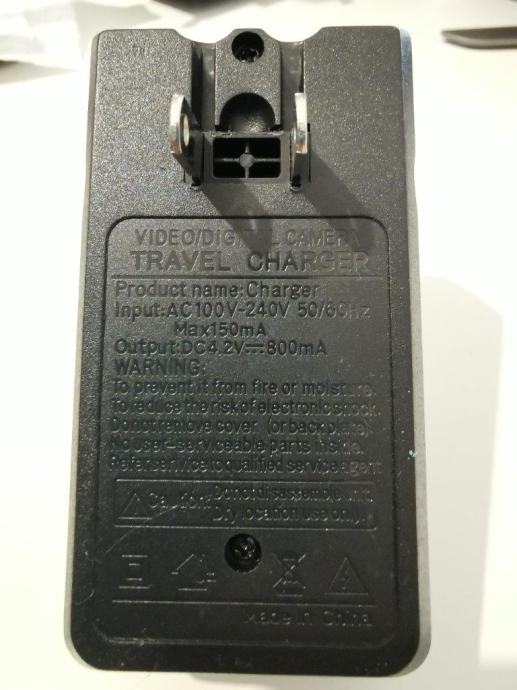 VIDEO/DIGITAL CAMERA
TRAVEL CHARGER
Product name:Charger
Input:AC100V-240V 50/60Hz
Max150mA
Output:DC4.2V⎓800mA
WARNING:
To prevent it from fire or moisture.
To reduce the risk of electronic shock.
Do not remove cover (or backplate).
No user-serviceable parts inside.
Refer service to qualified service agent
Caution: Do not disassemble unit.
Dry location use only.
Made in China